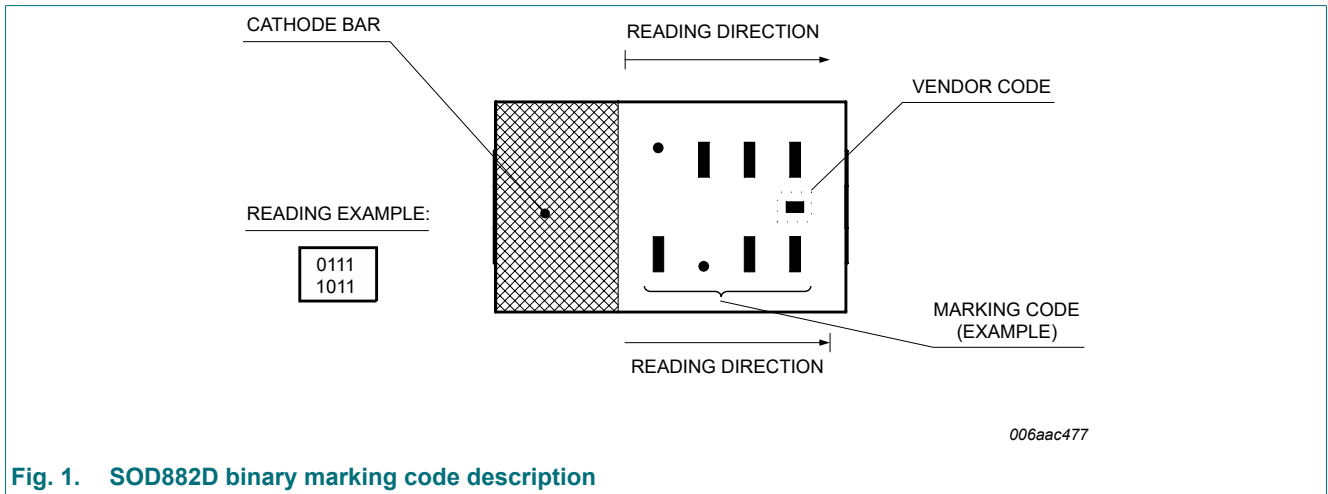 CATHODE BAR
READING DIRECTION
VENDOR CODE
READING EXAMPLE:
0111
1011
MARKING CODE
(EXAMPLE)
READING DIRECTION
006aac477
Fig. 1. SOD882D binary marking code description